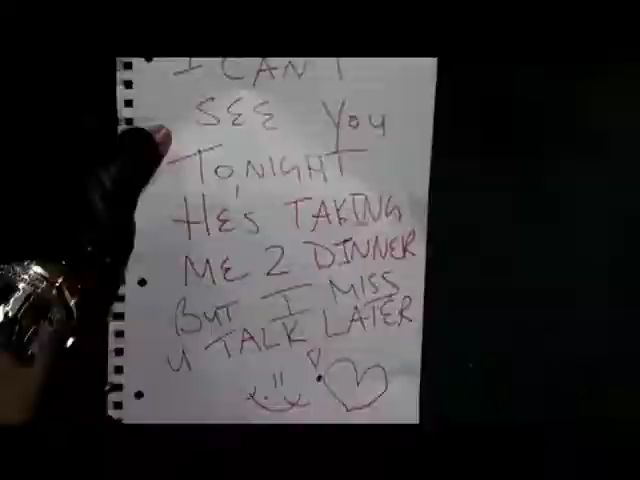 I CAN'T
SEE YOU
TONIGHT
HE'S TAKING
ME 2 DINNER
BUT I MISS
U TALK LATER